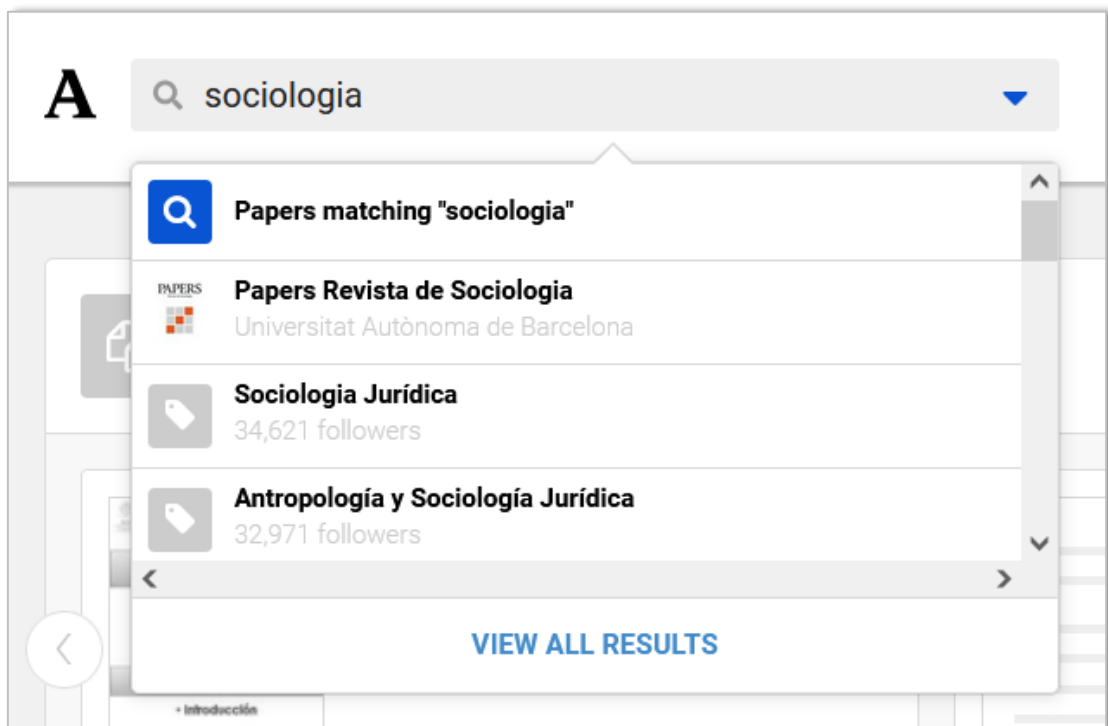 A
sociologia
Papers matching "sociologia"
PAPERS
Papers Revista de Sociologia
Universitat Autònoma de Barcelona
Sociologia Jurídica
34,621 followers
Antropología y Sociología Jurídica
32,971 followers
VIEW ALL RESULTS
- Introducción